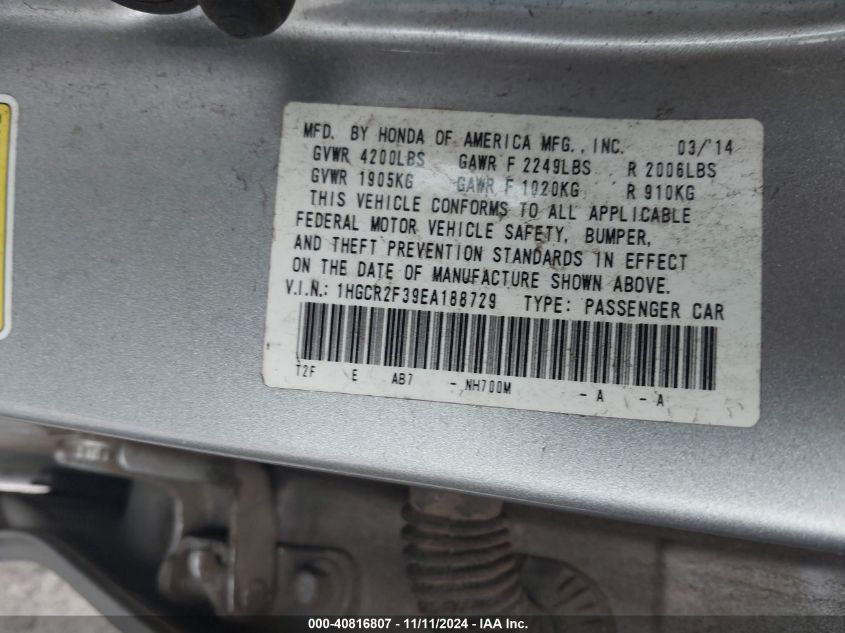 MFD. BY HONDA OF AMERICA MFG., INC. 03/'14
GVWR 4200LBS GAWR F 2249LBS R 2006LBS
GVWR 1905KG GAWR F 1020KG R 910KG
THIS VEHICLE CONFORMS TO ALL APPLICABLE
FEDERAL MOTOR VEHICLE SAFETY, BUMPER,
AND THEFT PREVENTION STANDARDS IN EFFECT
ON THE DATE OF MANUFACTURE SHOWN ABOVE.
V.I.N.: 1HGCR2F39EA188729 TYPE: PASSENGER CAR
T2F E AB7 - NH700M - A - A
000-40816807 - 11/11/2024 - IAA Inc.